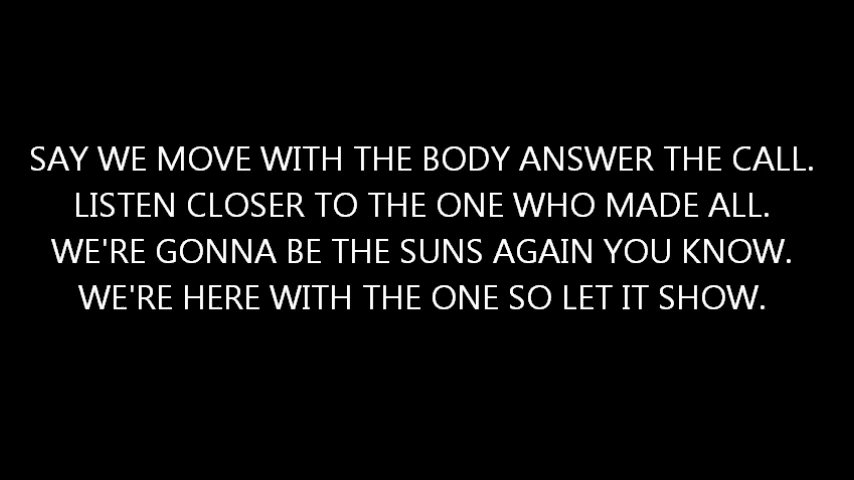 SAY WE MOVE WITH THE BODY ANSWER THE CALL.
LISTEN CLOSER TO THE ONE WHO MADE ALL.
WE'RE GONNA BE THE SUNS AGAIN YOU KNOW.
WE'RE HERE WITH THE ONE SO LET IT SHOW.